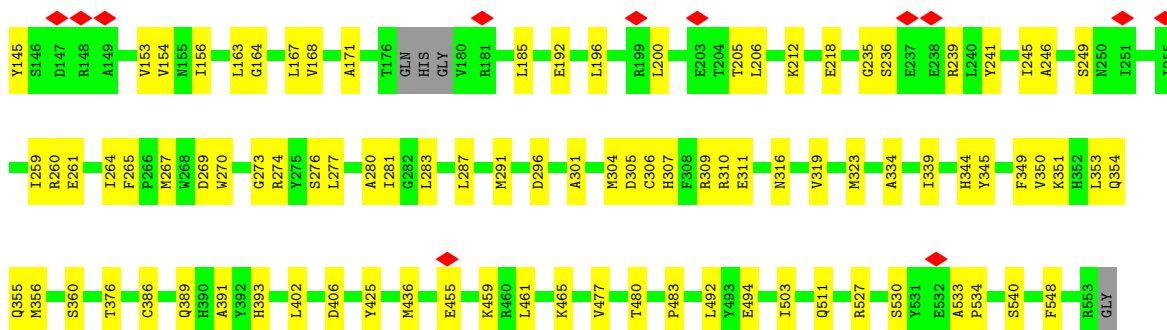 Y145 S146 D147 R148 A149 V153 V154 N155 I156 L163 G164 L167 V168 A171 T176 GLN HIS GLY V180 R181 L185 E192 L196 R199 L200 E203 T204 T205 L206 K212 E218 G235 S236 E237 E238 R239 L240 Y241 I245 A246 S249 N250 I251
I259 R260 E261 I264 F265 P266 M267 W268 D269 W270 G273 R274 Y275 S276 L277 A280 I281 G282 L283 L287 M291 D296 A301 M304 D305 C306 H307 F308 R309 R310 E311 N316 V319 M323 A334 I339 H344 Y345 F349 V350 K351 H352 L353 Q354
Q355 M356 S360 T376 C386 Q389 H390 A391 Y392 H393 L402 D406 Y425 M436 E455 K459 R460 L461 K465 V477 T480 P483 L492 Y493 E494 I503 Q511 R527 S530 Y531 E532 A533 P534 S540 F548 R553 GLY